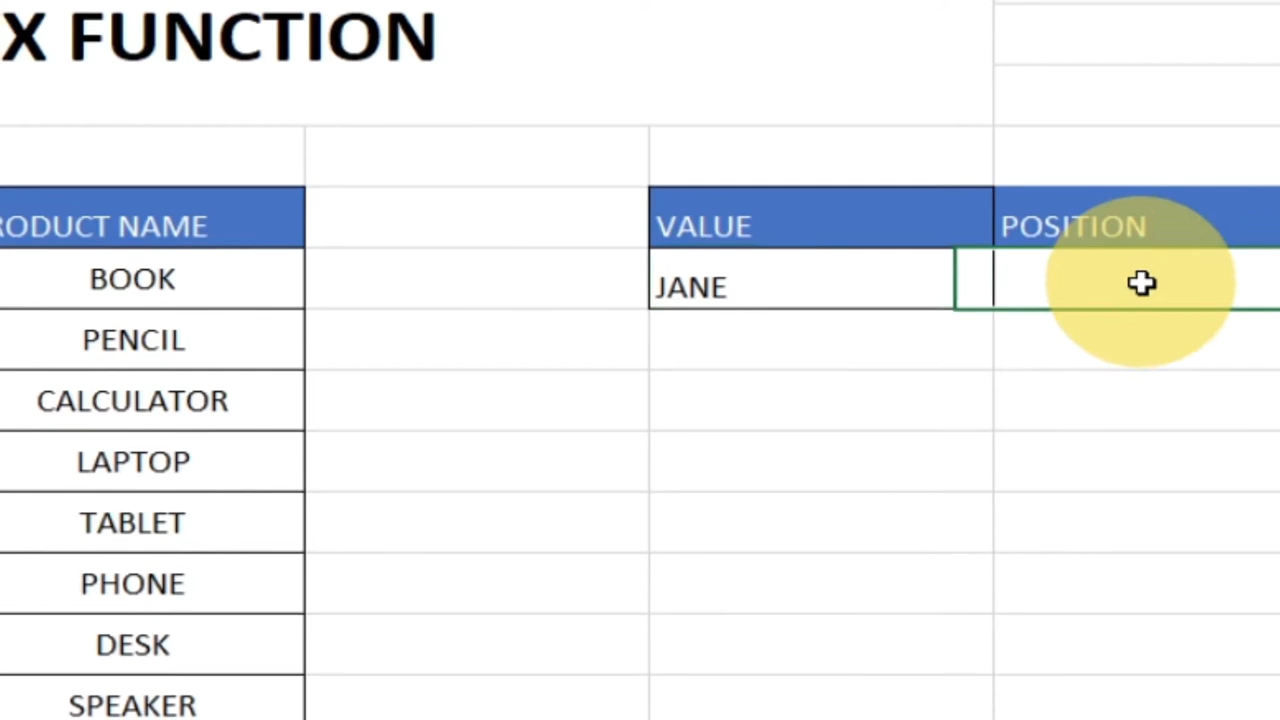 X FUNCTION
RODUCT NAME
VALUE
POSITION
BOOK
JANE
PENCIL
CALCULATOR
LAPTOP
TABLET
PHONE
DESK
SPEAKER